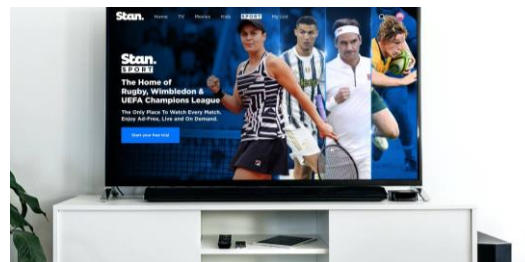 Stan. Home TV Movies Kids SPORT My List
Stan.
SPORT
The Home of
Rugby, Wimbledon &
UEFA Champions League
The Only Place To Watch Every Match.
Enjoy Ad-Free, Live and On Demand.
Start your free trial
FILA